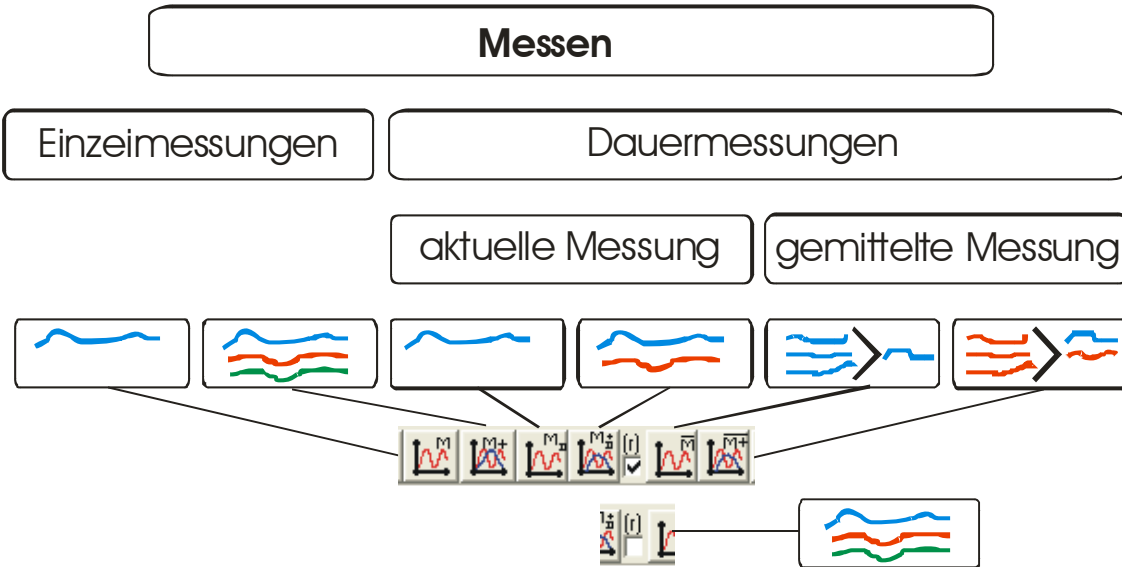 Messen
Einzeimessungen
Dauermessungen
aktuelle Messung
gemittelte Messung
M
M+
M
M±
(r)
M̅
M̅+̅
(r)